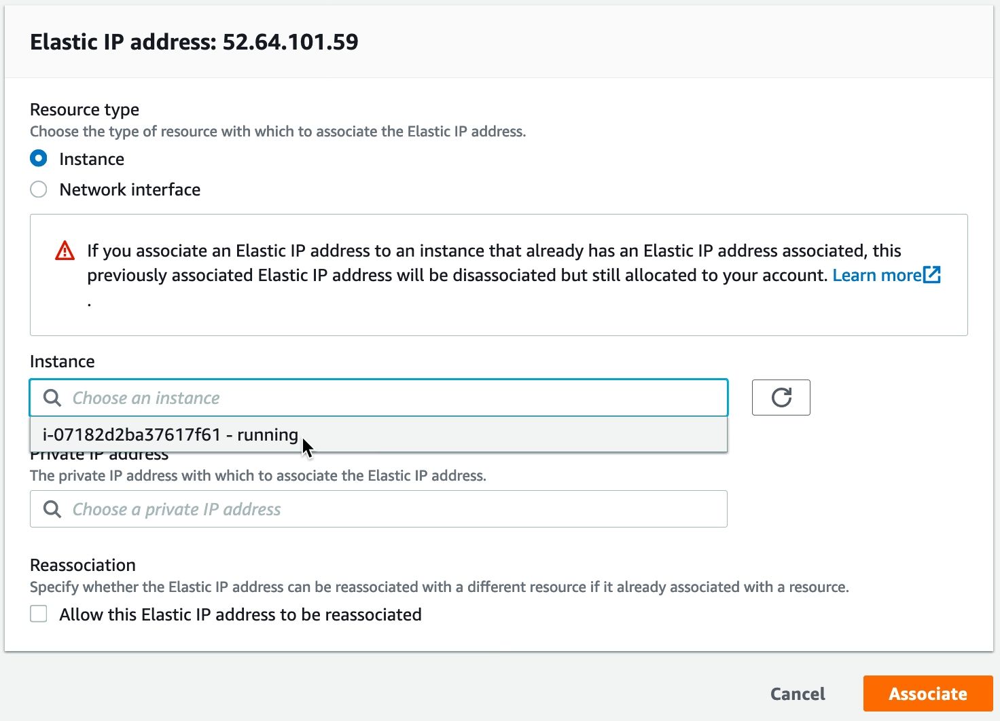 Elastic IP address: 52.64.101.59
Resource type
Choose the type of resource with which to associate the Elastic IP address.
Instance
Network interface
If you associate an Elastic IP address to an instance that already has an Elastic IP address associated, this
previously associated Elastic IP address will be disassociated but still allocated to your account. Learn more
.
Instance
Choose an instance
i-07182d2ba37617f61 - running
Private IP address
The private IP address with which to associate the Elastic IP address.
Choose a private IP address
Reassociation
Specify whether the Elastic IP address can be reassociated with a different resource if it already associated with a resource.
Allow this Elastic IP address to be reassociated
Cancel
Associate